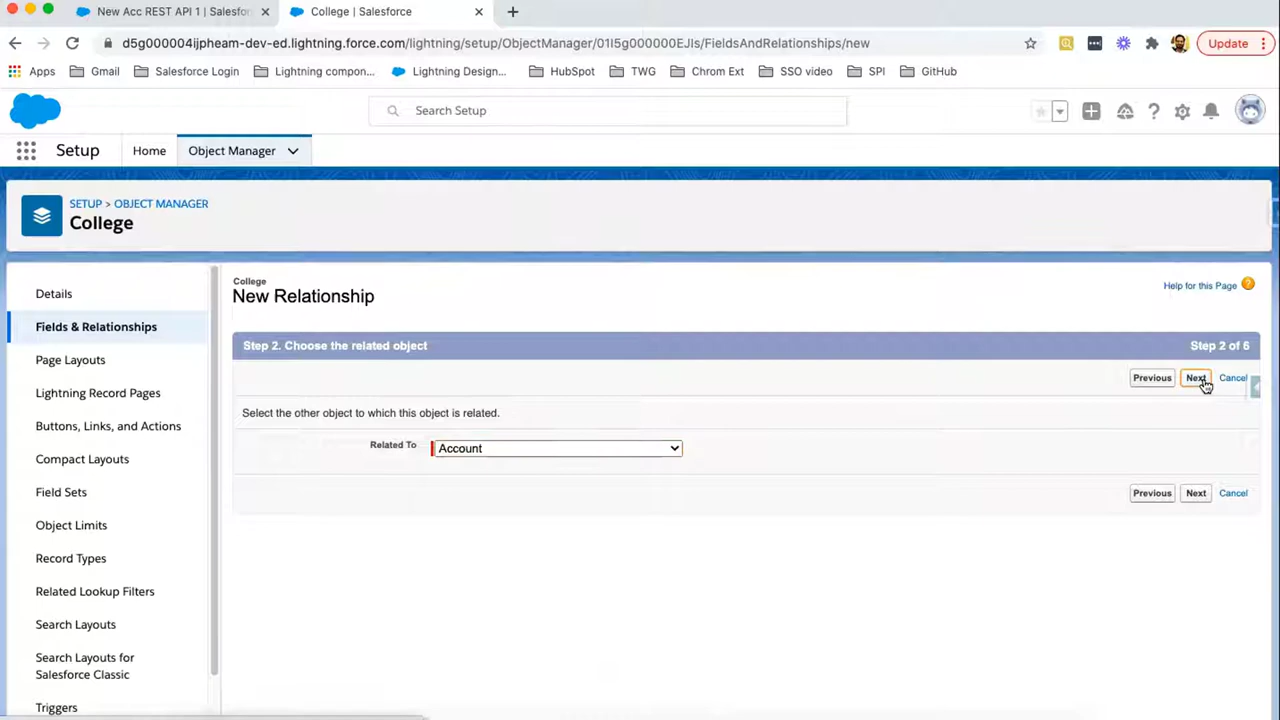 New Acc REST API 1 | Salesfor
College | Salesforce
d5g000004ijpheam-dev-ed.lightning.force.com/lightning/setup/ObjectManager/01I5g000000EJIs/FieldsAndRelationships/new
Update
Apps
Gmail
Salesforce Login
Lightning compon...
Lightning Design...
HubSpot
TWG
Chrom Ext
SSO video
SPI
GitHub
Search Setup
Setup
Home
Object Manager
SETUP > OBJECT MANAGER
College
Details
Fields & Relationships
Page Layouts
Lightning Record Pages
Buttons, Links, and Actions
Compact Layouts
Field Sets
Object Limits
Record Types
Related Lookup Filters
Search Layouts
Search Layouts for
Salesforce Classic
Triggers
College
New Relationship
Help for this Page
Step 2. Choose the related object
Step 2 of 6
Previous
Next
Cancel
Select the other object to which this object is related.
Related To
Account
Previous
Next
Cancel